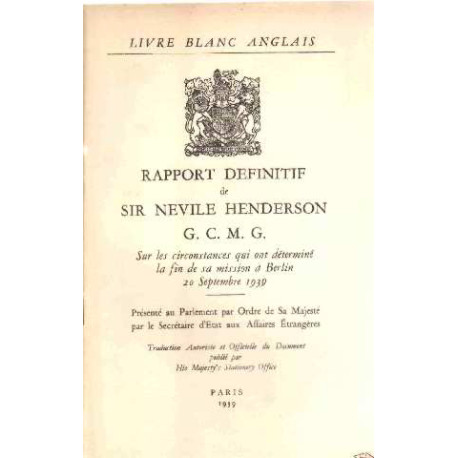 LIVRE BLANC ANGLAIS
RAPPORT DEFINITIF
de
SIR NEVILE HENDERSON
G. C. M. G.
Sur les circonstances qui ont déterminé
la fin de sa mission à Berlin
20 Septembre 1939
Présenté au Parlement par Ordre de Sa Majesté
par le Secrétaire d'Etat aux Affaires Étrangères
Traduction Autorisée et Officielle du Document
publié par
His Majesty's Stationary Office
PARIS
1939